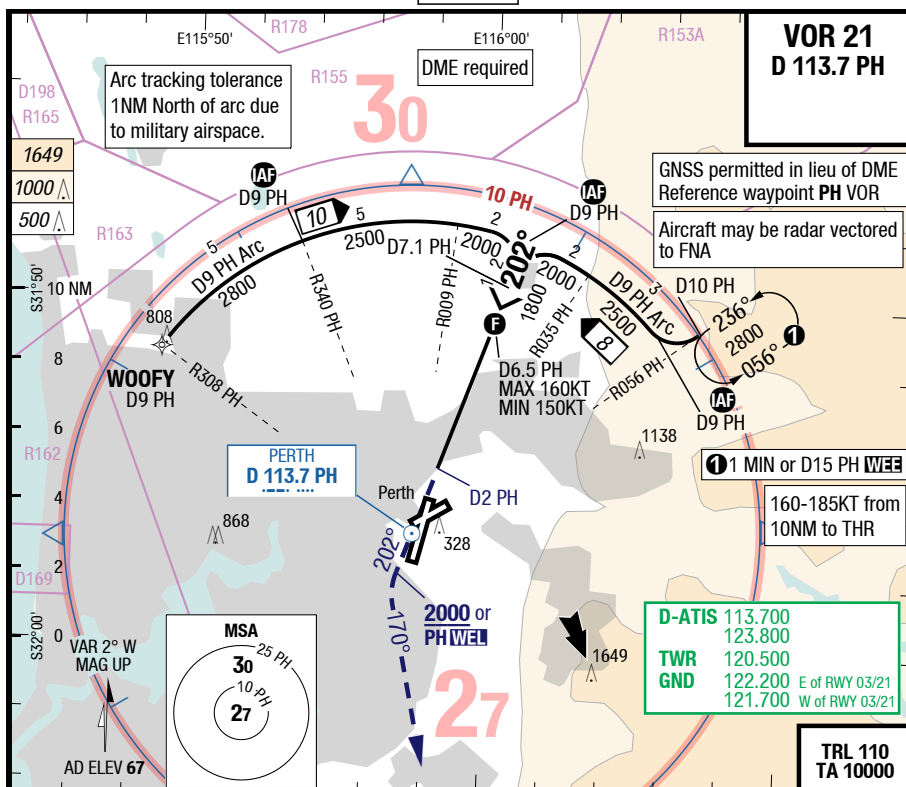 E115°50'
R178
E116°00'
R153A
VOR 21
D 113.7 PH
Arc tracking tolerance
1NM North of arc due
to military airspace.
R155
DME required
D198
R165
30
1649
1000
500
IAF
D9 PH
IAF
D9 PH
GNSS permitted in lieu of DME
Reference waypoint PH VOR
Aircraft may be radar vectored
to FNA
R163
10
5
10 PH
2
5
2500
2000
D7.1 PH
202°
2
2000
2
1
1800
3
D9 PH Arc
2800
D9 PH Arc
2500
D10 PH
S31°50'
10 NM
R340 PH
R009 PH
R035 PH
8
236°
2800
056°
1
808
8
WOOFY
D9 PH
R308 PH
F
D6.5 PH
MAX 160KT
MIN 150KT
R056 PH
IAF
D9 PH
6
R162
PERTH
D 113.7 PH
1138
1 1 MIN or D15 PH WEE
4
Perth
D2 PH
160-185KT from
10NM to THR
868
328
2
D169
202°
2000 or
PH WEL
170°
S32°00'
0
VAR 2° W
MAG UP
MSA
25 PH
30
10 PH
27
27
1649
D-ATIS 113.700
123.800
TWR 120.500
GND 122.200 E of RWY 03/21
121.700 W of RWY 03/21
AD ELEV 67
TRL 110
TA 10000